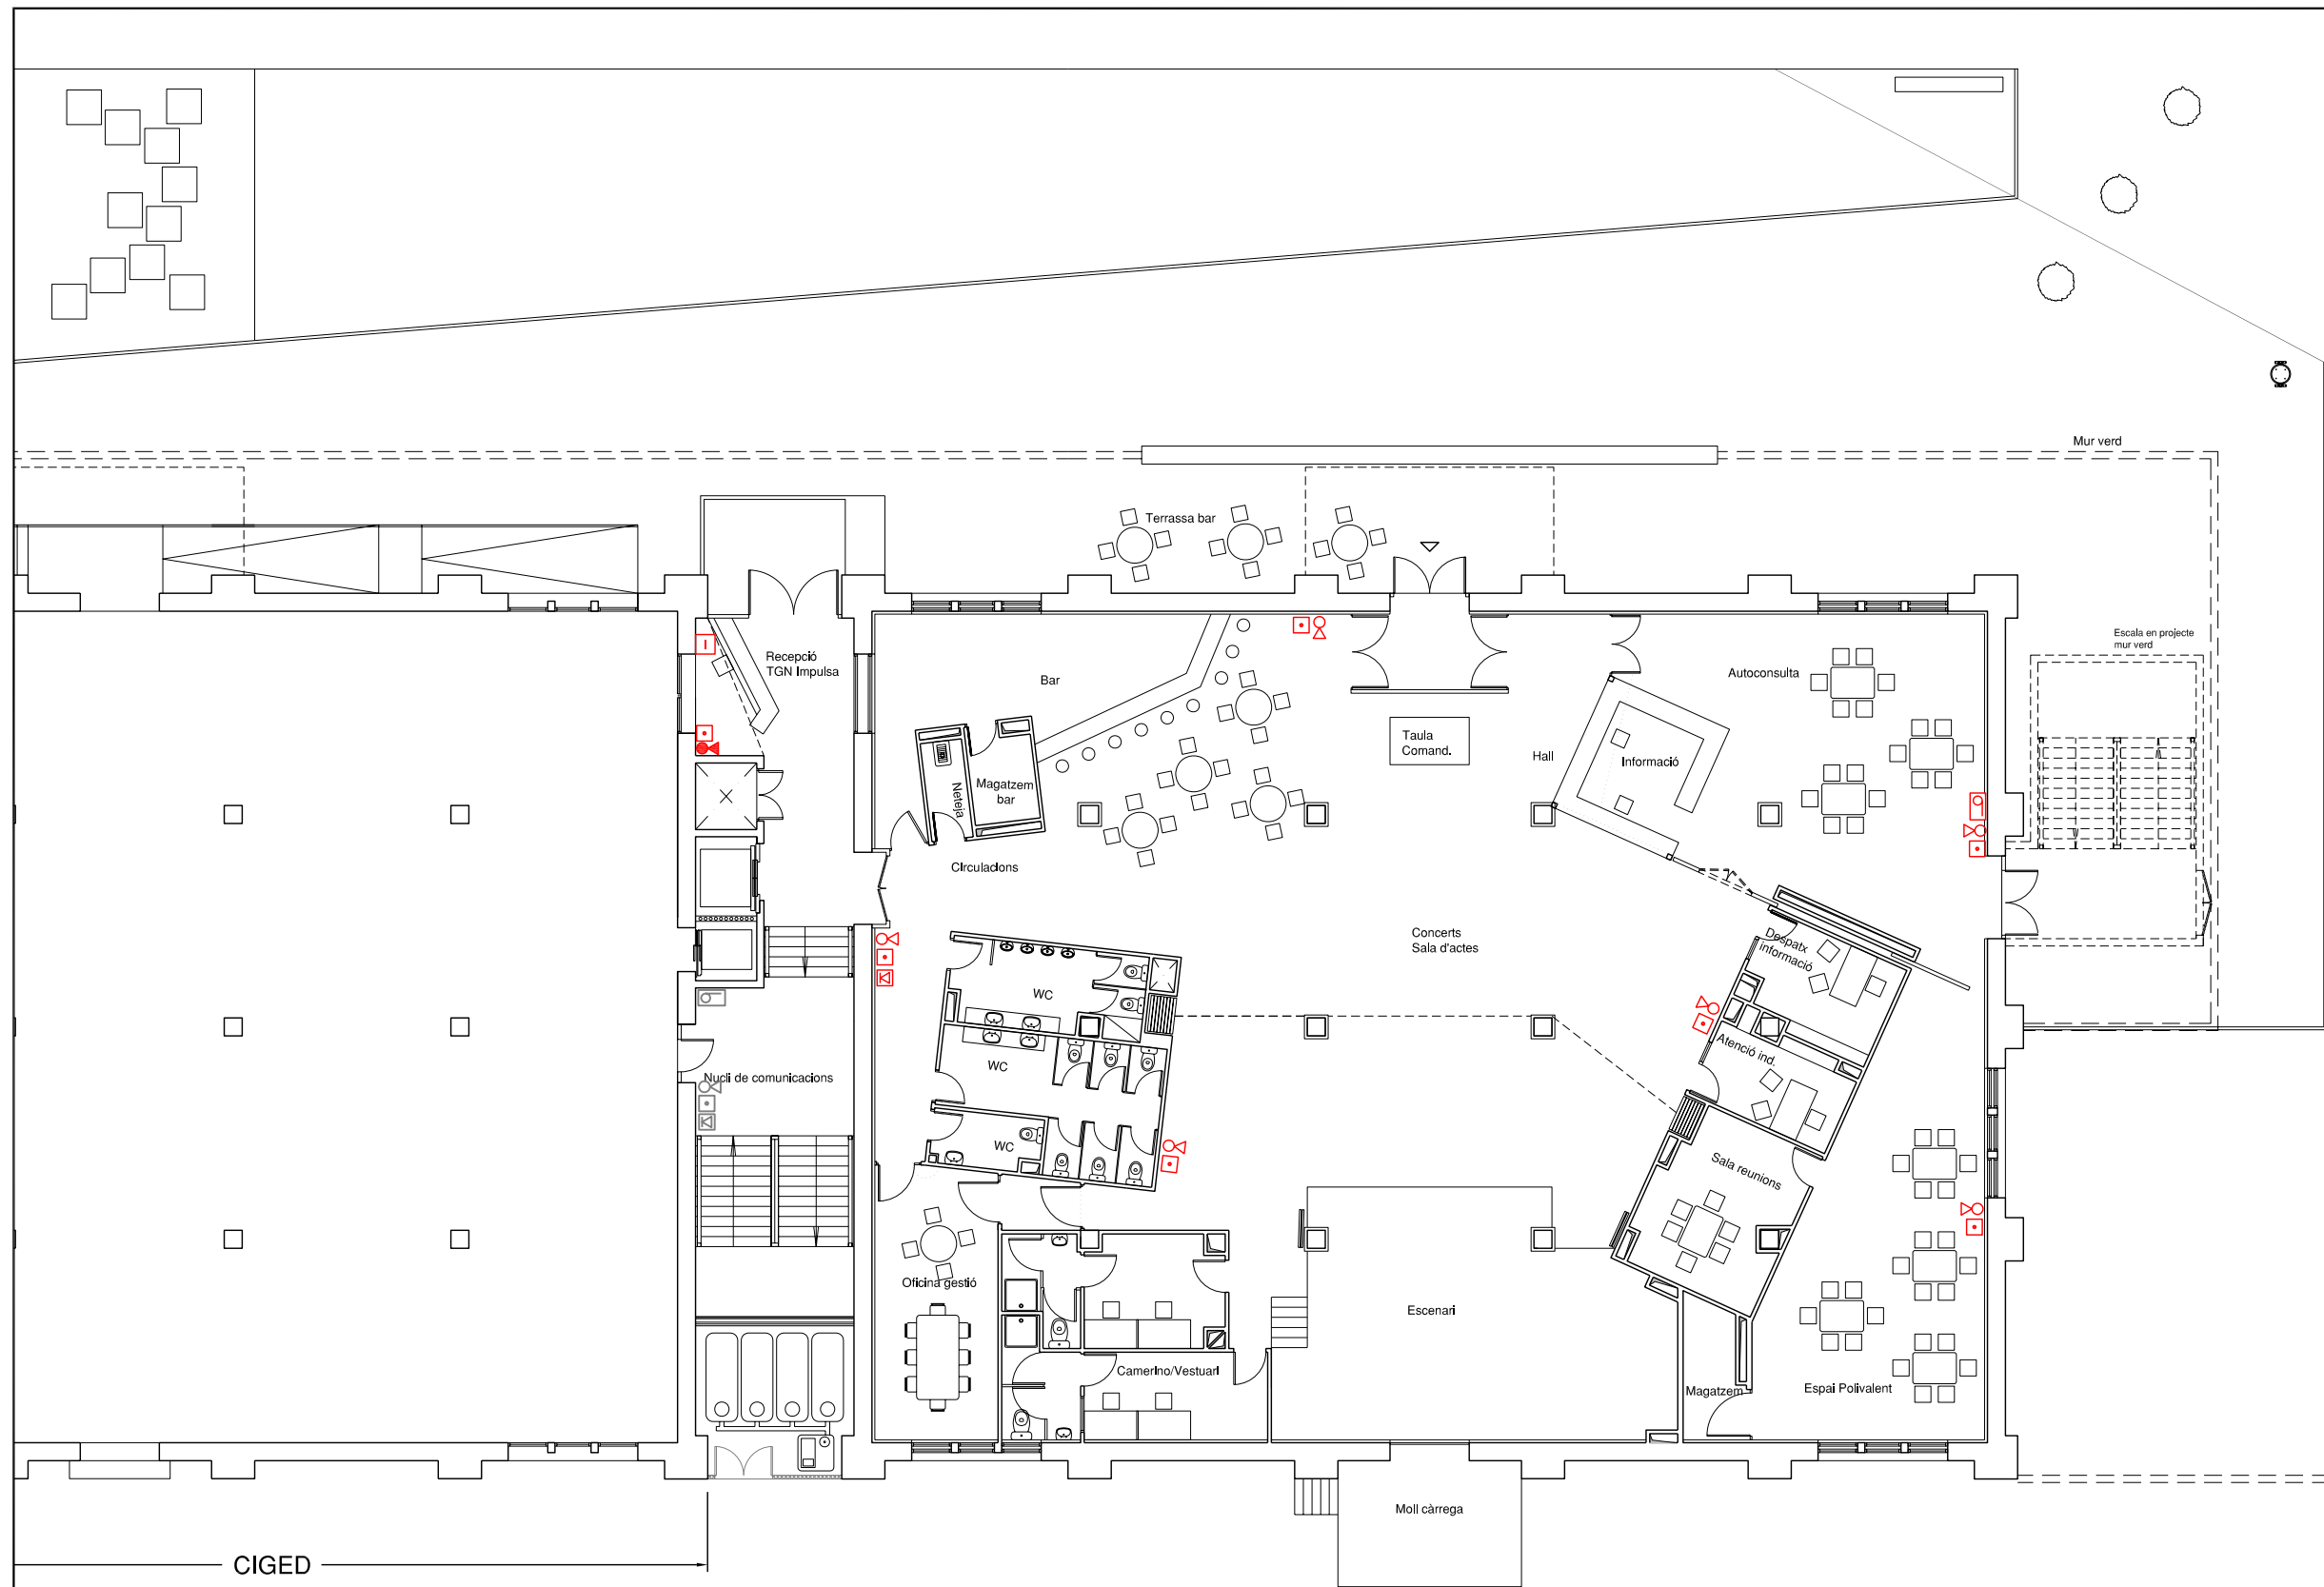 Mur verd
Terrassa bar
Escala en projecte
mur verd
Recepció
TGN Impulsa
Bar
Autoconsulta
Taula
Comand.
Hall
Informació
Magatzem
bar
Neteja
Circulacions
Concerts
Sala d'actes
Despatx
informació
WC
Atenció ind.
WC
Nucli de comunicacions
WC
Sala reunions
Oficina gestió
Escenari
Camerino/Vestuari
Magatzem
Espai Polivalent
Moll càrrega
CIGED